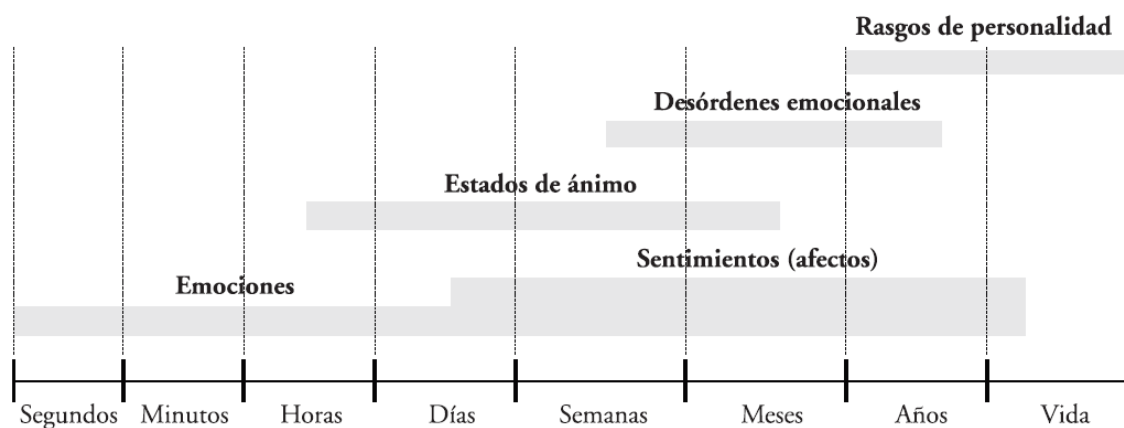 Rasgos de personalidad
Desórdenes emocionales
Estados de ánimo
Sentimientos (afectos)
Emociones
Segundos Minutos Horas Días Semanas Meses Años Vida